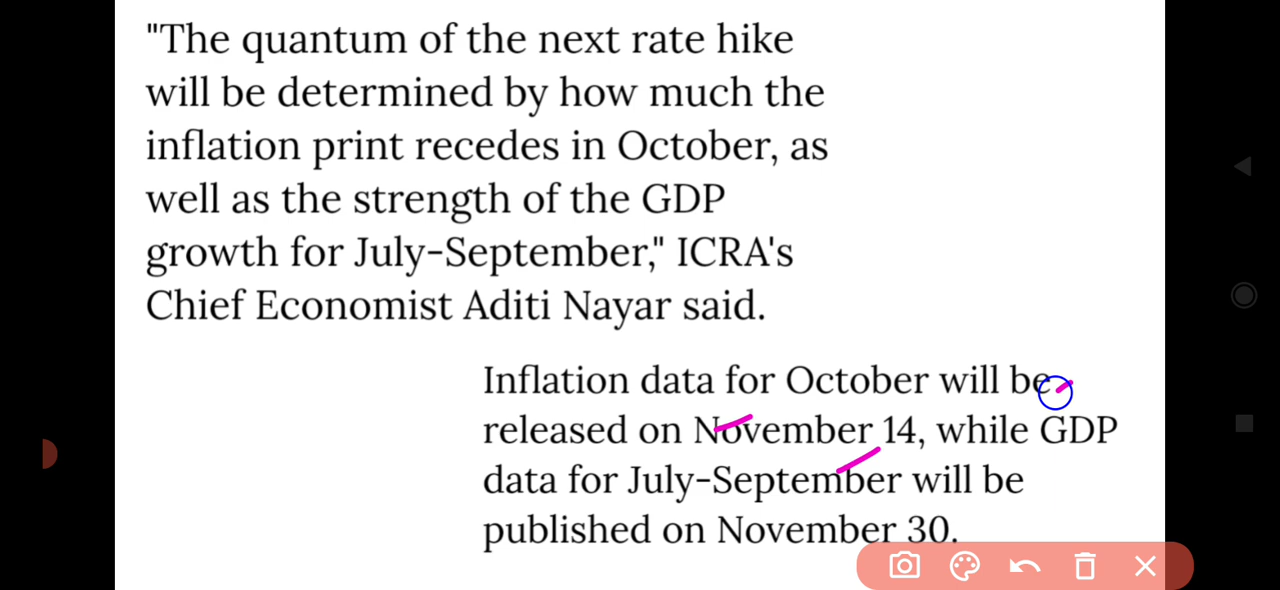 "The quantum of the next rate hike
will be determined by how much the
inflation print recedes in October, as
well as the strength of the GDP
growth for July-September," ICRA's
Chief Economist Aditi Nayar said.
Inflation data for October will be
released on November 14, while GDP
data for July-September will be
published on November 30.